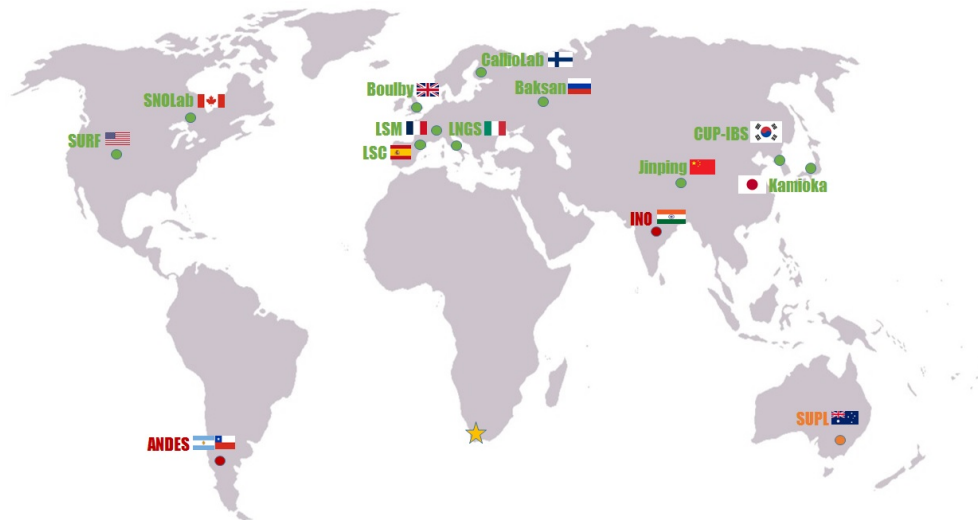 CallioLab
Boulby
Baksan
SNOLab
LSM
LNGS
SURF
CUP-IBS
LSC
Jinping
Kamioka
INO
SUPL
ANDES